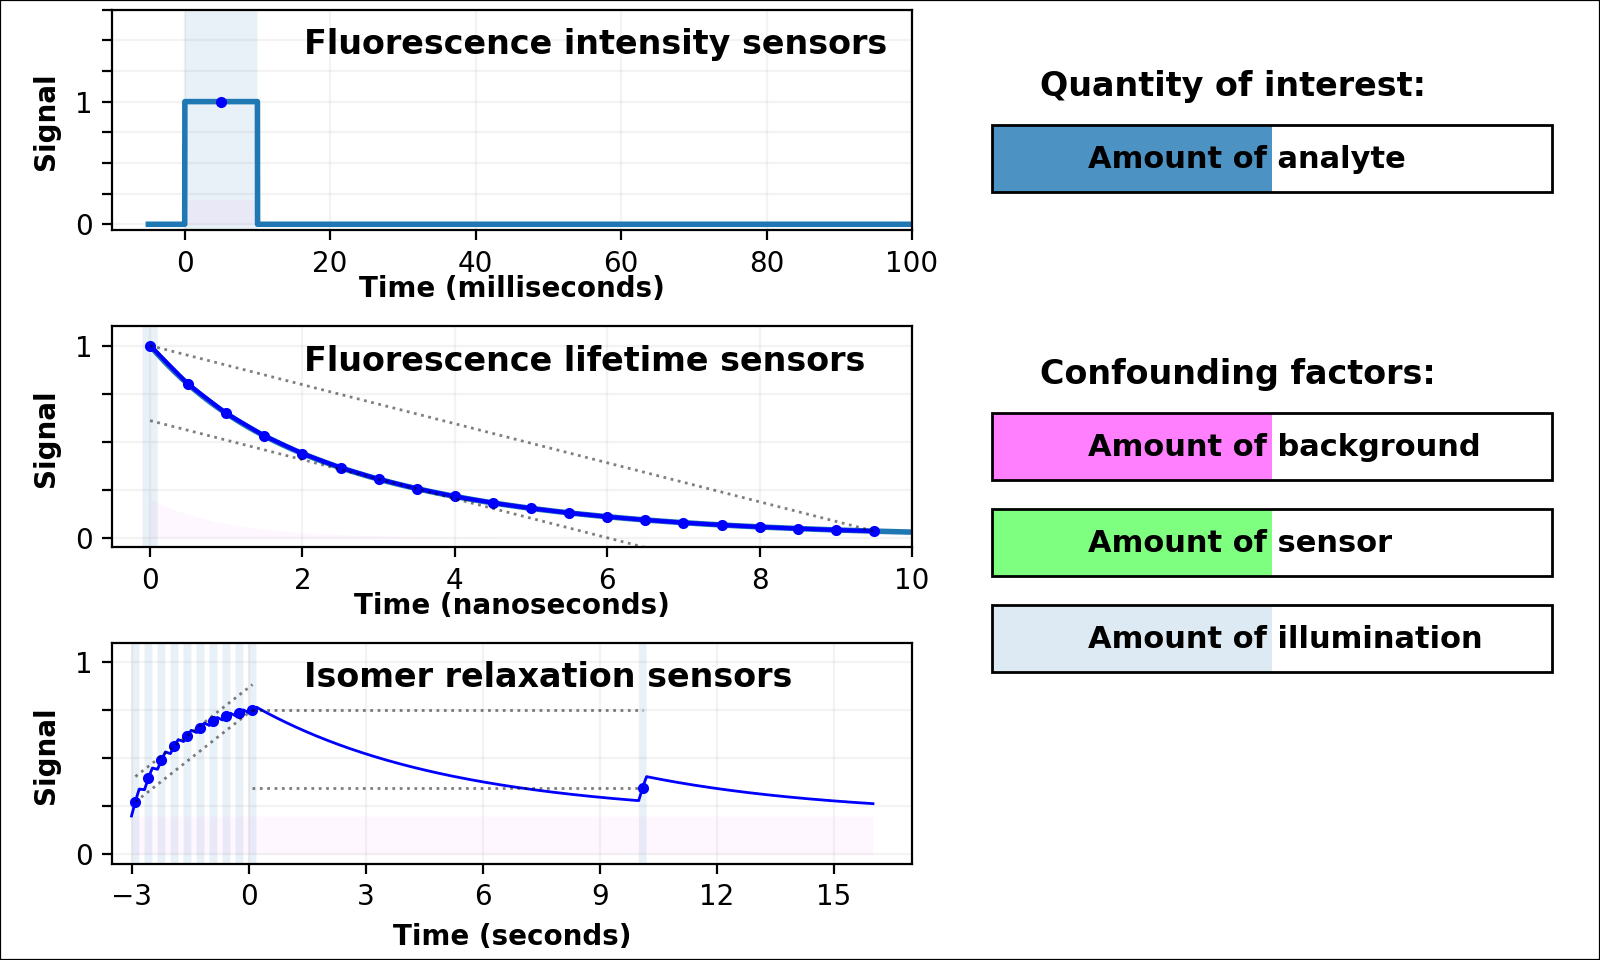 Fluorescence intensity sensors
Signal
1
0
0 20 40 60 80 100
Time (milliseconds)
Fluorescence lifetime sensors
Signal
1
0
0 2 4 6 8 10
Time (nanoseconds)
Isomer relaxation sensors
Signal
1
0
−3 0 3 6 9 12 15
Time (seconds)
Quantity of interest:
Amount of analyte
Confounding factors:
Amount of background
Amount of sensor
Amount of illumination